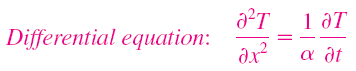 Differential equation: ∂²T/∂x² = 1/α ∂T/∂t